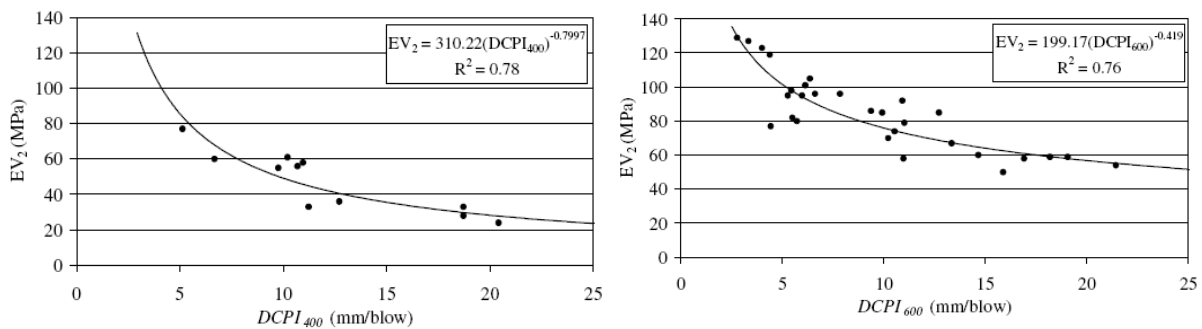 140
120
100
80
60
40
20
0
EV₂ (MPa)
EV₂ = 310.22(DCPI₄₀₀)⁻⁰·⁷⁹⁹⁷
R² = 0.78
0 5 10 15 20 25
DCPI₄₀₀ (mm/blow)
140
120
100
80
60
40
20
0
EV₂ (MPa)
EV₂ = 199.17(DCPI₆₀₀)⁻⁰·⁴¹⁹
R² = 0.76
0 5 10 15 20 25
DCPI₆₀₀ (mm/blow)